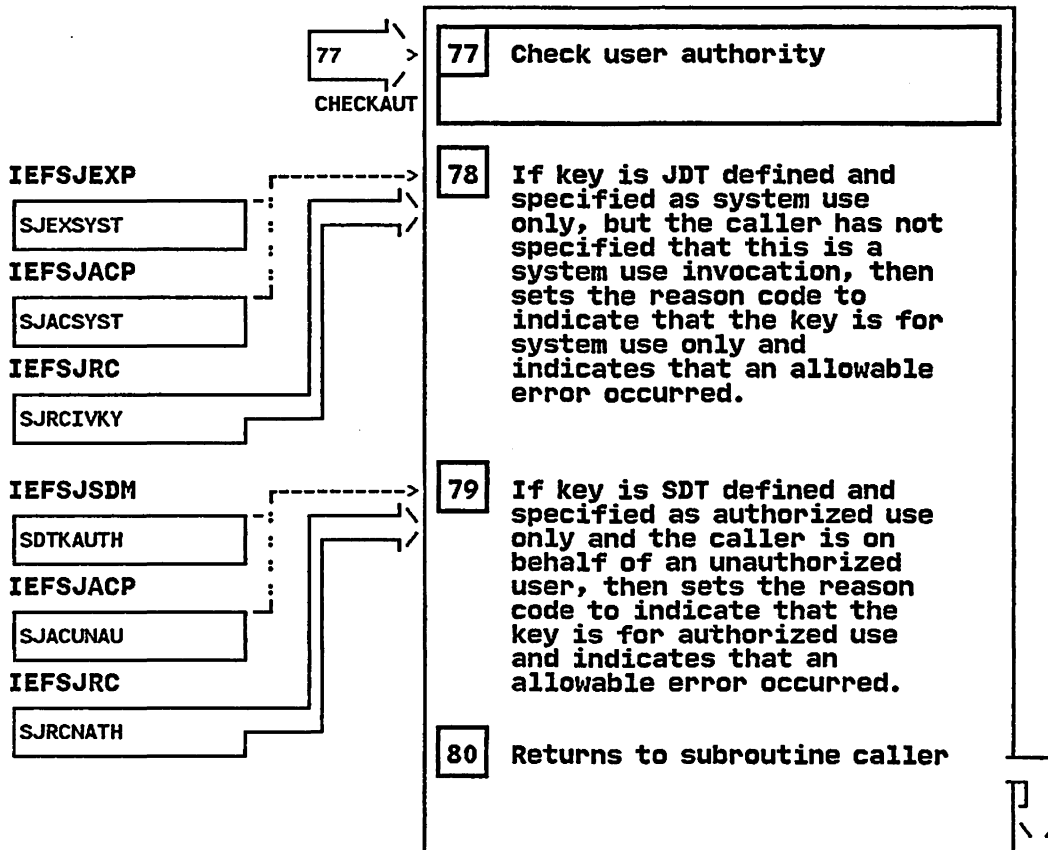 77
CHECKAUT
77 Check user authority
IEFSJEXP
SJEXSYST
IEFSJACP
SJACSYST
IEFSJRC
SJRCIVKY
78 If key is JDT defined and
specified as system use
only, but the caller has not
specified that this is a
system use invocation, then
sets the reason code to
indicate that the key is for
system use only and
indicates that an allowable
error occurred.
IEFSJSDM
SDTKAUTH
IEFSJACP
SJACUNAU
IEFSJRC
SJRCNATH
79 If key is SDT defined and
specified as authorized use
only and the caller is on
behalf of an unauthorized
user, then sets the reason
code to indicate that the
key is for authorized use
and indicates that an
allowable error occurred.
80 Returns to subroutine caller